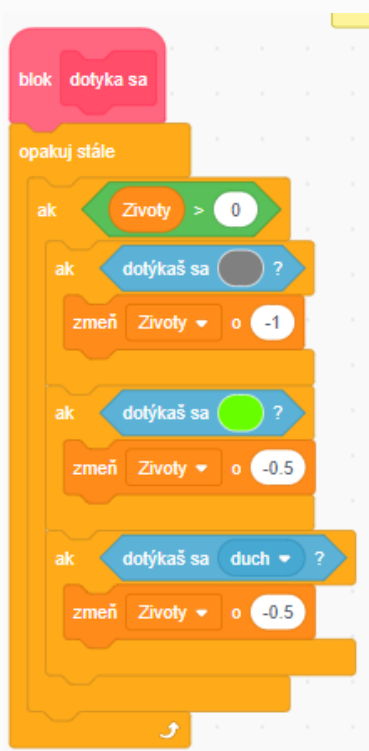 blok dotyka sa
opakuj stále
ak Zivoty > 0
ak dotýkaš sa ?
zmeň Zivoty o -1
ak dotýkaš sa ?
zmeň Zivoty o -0.5
ak dotýkaš sa duch ?
zmeň Zivoty o -0.5